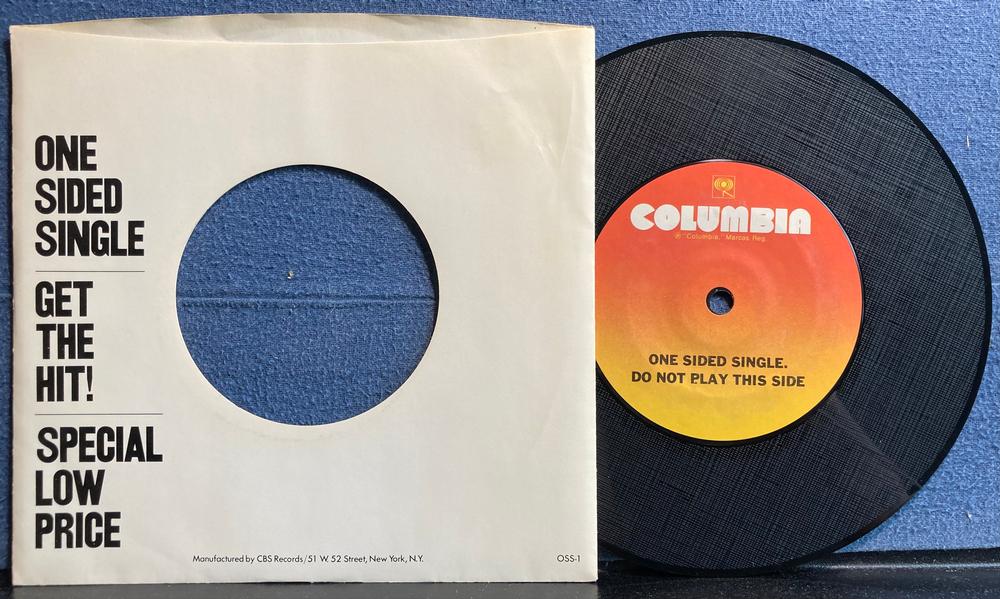 ONE
SIDED
SINGLE
GET
THE
HIT!
SPECIAL
LOW
PRICE
Manufactured by CBS Records/51 W. 52 Street, New York, N.Y.
OSS-1
COLUMBIA
℗ "Columbia," Marcas Reg.
ONE SIDED SINGLE.
DO NOT PLAY THIS SIDE